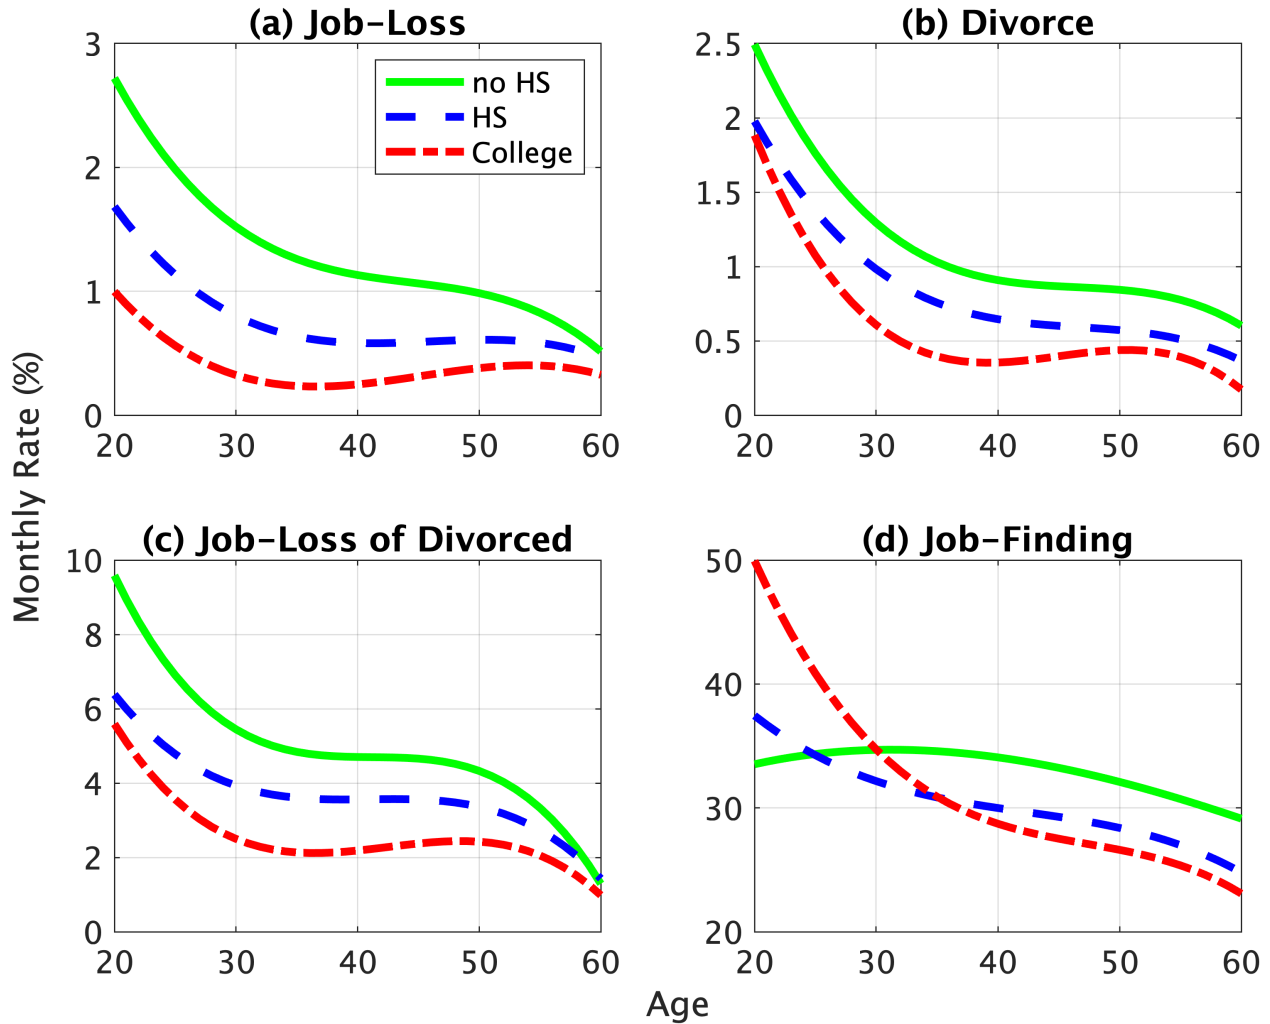 (a) Job-Loss
3
2
1
0
20 30 40 50 60
no HS
HS
College
(b) Divorce
2.5
2
1.5
1
0.5
0
20 30 40 50 60
Monthly Rate (%)
(c) Job-Loss of Divorced
10
8
6
4
2
0
20 30 40 50 60
(d) Job-Finding
50
40
30
20
20 30 40 50 60
Age